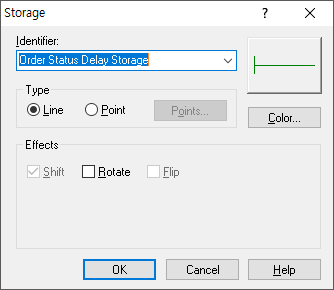 Storage
?
Identifier:
Order Status Delay Storage
Type
Line Point Points...
Color...
Effects
Shift Rotate Flip
OK Cancel Help